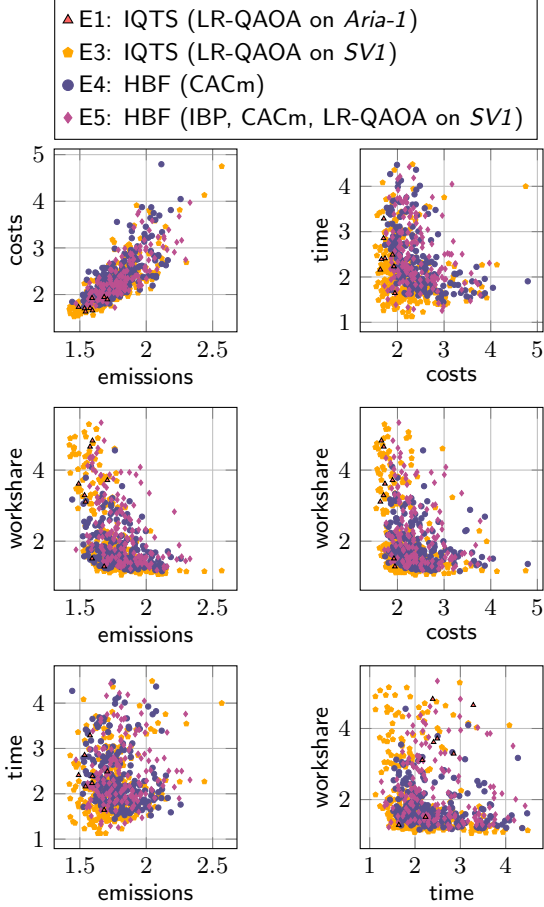 E1: IQTS (LR-QAOA on Aria-1)
E3: IQTS (LR-QAOA on SV1)
E4: HBF (CACm)
E5: HBF (IBP, CACm, LR-QAOA on SV1)
5
4
3
2
costs
1.5 2 2.5
emissions
4
3
2
1
time
2 3 4 5
costs
4
2
workshare
1.5 2 2.5
emissions
4
2
workshare
2 3 4 5
costs
4
3
2
1
time
1.5 2 2.5
emissions
4
2
workshare
1 2 3 4
time